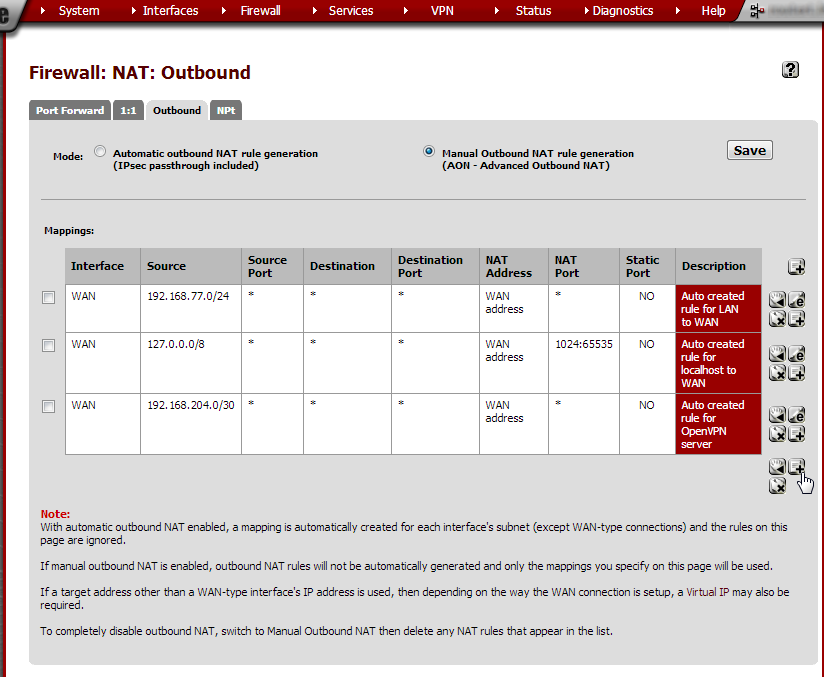 System Interfaces Firewall Services VPN Status Diagnostics Help
Firewall: NAT: Outbound
Port Forward 1:1 Outbound NPt
Mode: Automatic outbound NAT rule generation
(IPsec passthrough included)
Manual Outbound NAT rule generation
(AON - Advanced Outbound NAT)
Save
Mappings:
Interface Source Source Port Destination Destination Port NAT Address NAT Port Static Port Description
WAN 192.168.77.0/24 * * * WAN address * NO Auto created rule for LAN to WAN
WAN 127.0.0.0/8 * * * WAN address 1024:65535 NO Auto created rule for localhost to WAN
WAN 192.168.204.0/30 * * * WAN address * NO Auto created rule for OpenVPN server
Note:
With automatic outbound NAT enabled, a mapping is automatically created for each interface's subnet (except WAN-type connections) and the rules on this
page are ignored.
If manual outbound NAT is enabled, outbound NAT rules will not be automatically generated and only the mappings you specify on this page will be used.
If a target address other than a WAN-type interface's IP address is used, then depending on the way the WAN connection is setup, a Virtual IP may also be
required.
To completely disable outbound NAT, switch to Manual Outbound NAT then delete any NAT rules that appear in the list.